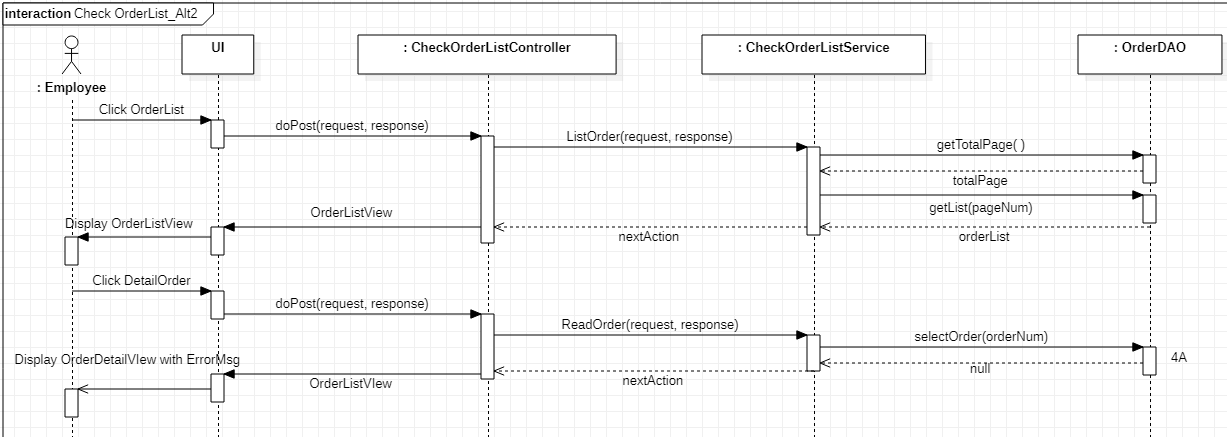 interaction Check OrderList_Alt2
UI
: CheckOrderListController
: CheckOrderListService
: OrderDAO
: Employee
Click OrderList
doPost(request, response)
ListOrder(request, response)
getTotalPage( )
totalPage
getList(pageNum)
OrderListView
Display OrderListView
nextAction
orderList
Click DetailOrder
doPost(request, response)
ReadOrder(request, response)
selectOrder(orderNum)
4A
Display OrderDetailVIew with ErrorMsg
null
OrderListVIew
nextAction